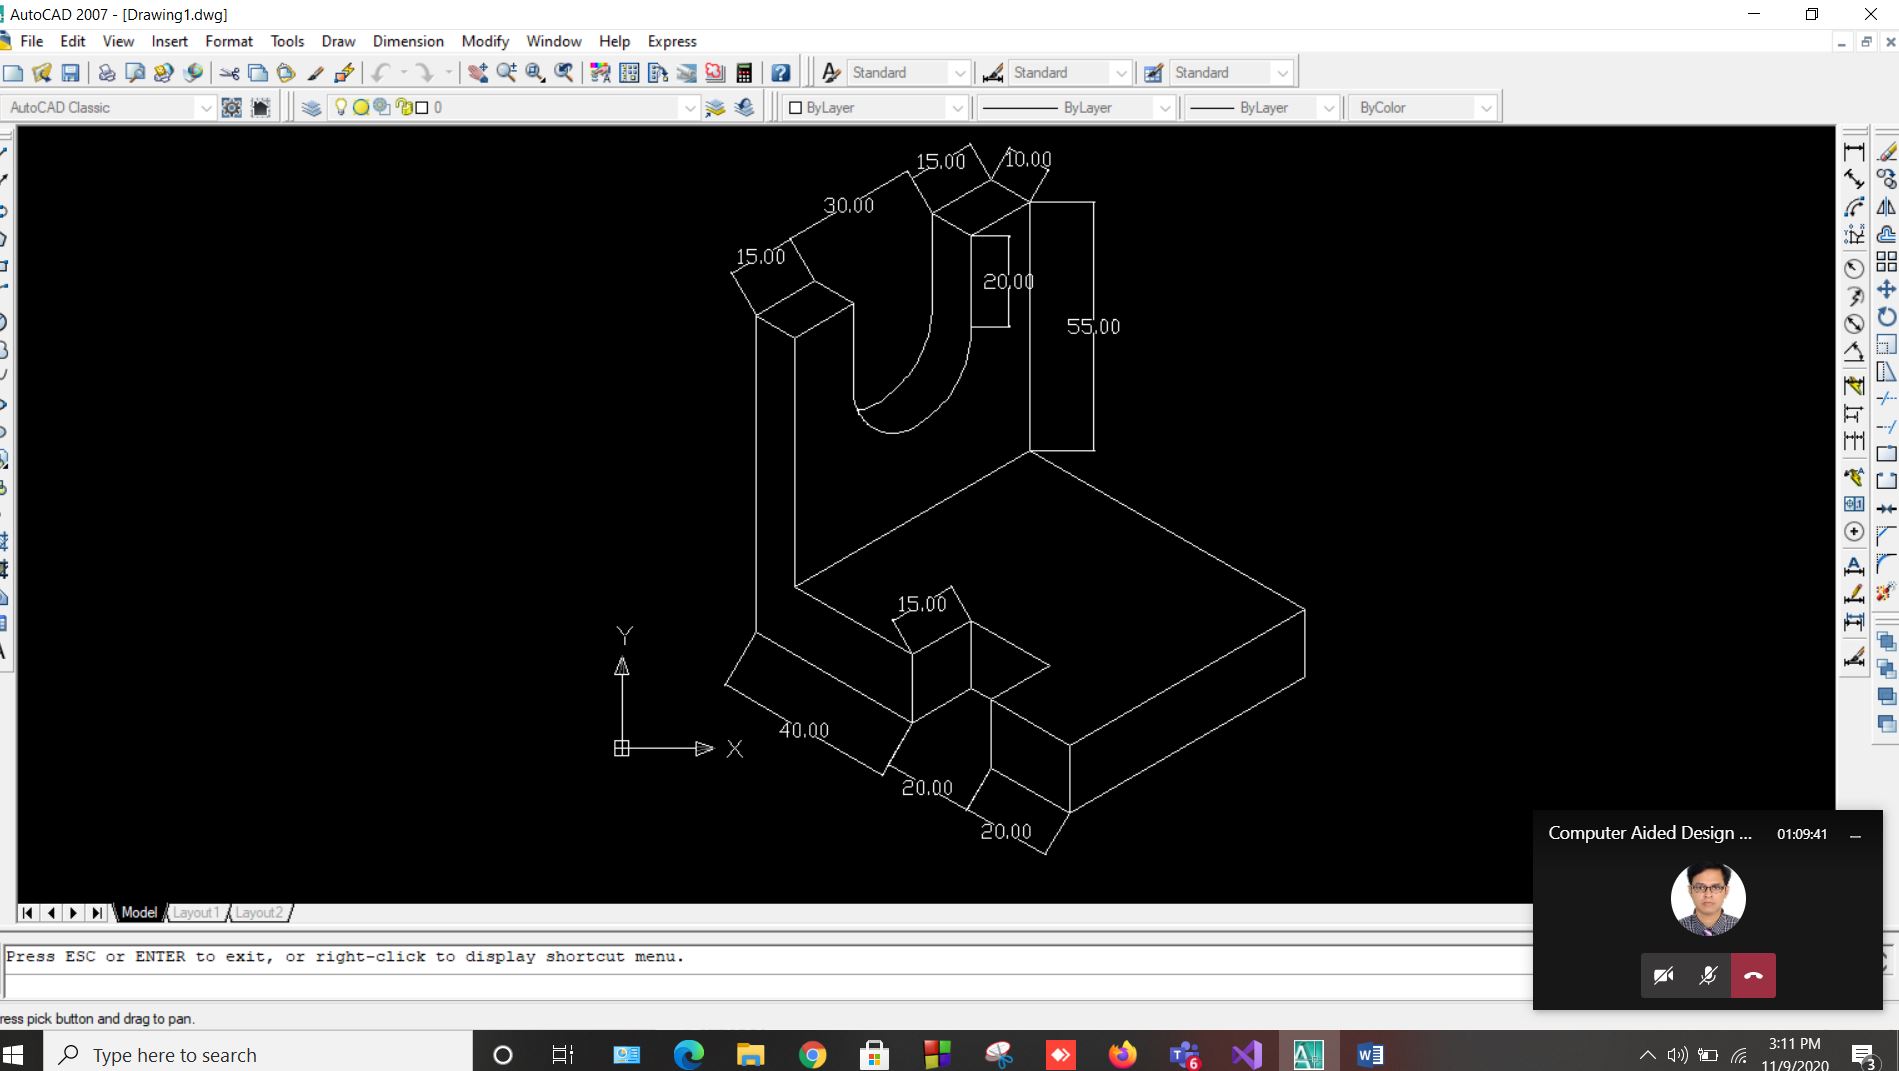 AutoCAD 2007 - [Drawing1.dwg]
File Edit View Insert Format Tools Draw Dimension Modify Window Help Express
Standard Standard Standard
AutoCAD Classic 0 ByLayer ByLayer ByLayer ByColor
15.00 10.00
30.00
15.00
20.00
55.00
15.00
Y
40.00
X
20.00
20.00
Computer Aided Design ... 01:09:41
Model Layout1 Layout2
Press ESC or ENTER to exit, or right-click to display shortcut menu.
ress pick button and drag to pan.
Type here to search
6
3:11 PM
11/9/2020
3